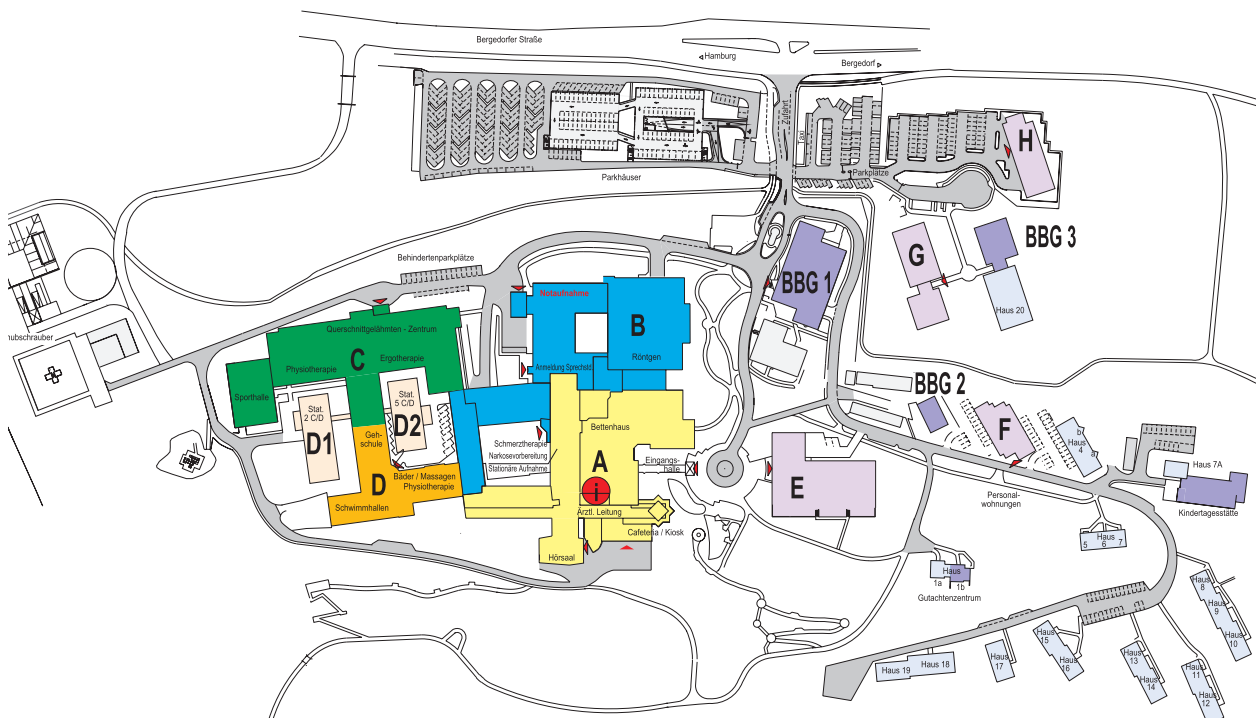 Bergedorfer Straße
Hamburg
Bergedorf
Zufahrt
Taxi
Parkplätze
Parkhäuser
H
G
BBG 3
Haus 20
BBG 1
BBG 2
Behindertenparkplätze
Notaufnahme
B
Röntgen
Anmeldung Sprechstd
Querschnittgelähmten - Zentrum
C
Ergotherapie
Physiotherapie
Sporthalle
hubschrauber
Stat.
2 C/D
D1
Stat.
5 C/D
D2
Geh-
schule
D
Bäder / Massagen
Physiotherapie
Schwimmhallen
Schmerztherapie
Narkosevorbereitung
Stationäre Aufnahme
Bettenhaus
A
i
Ärztl. Leitung
Eingangs-
halle
Cafeteria / Kiosk
Hörsaal
E
F
b
Haus
4
a
Haus 7A
Kindertagesstätte
Personal-
wohnungen
Haus
5 6 7
Haus
1a 1b
Gutachtenzentrum
Haus
8
Haus
9
Haus
10
Haus
11
Haus
12
Haus
13
Haus
14
Haus
15
Haus
16
Haus
17
Haus 18
Haus 19